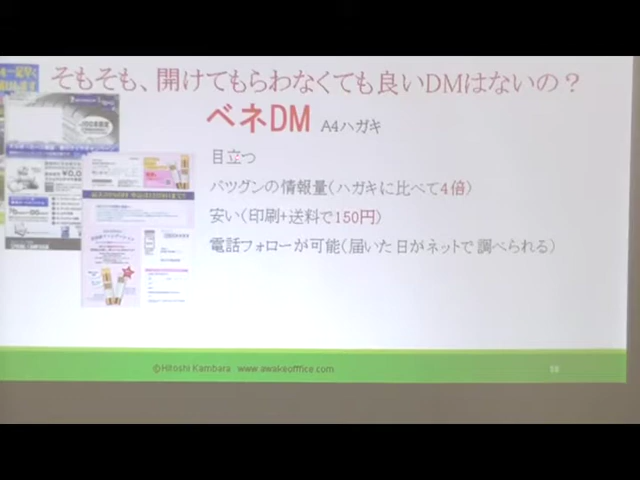 そもそも、開けてもらわなくても良いDMはないの？
ベネDM A4ハガキ
目立つ
バツグンの情報量(ハガキに比べて4倍)
安い(印刷+送料で150円)
電話フォローが可能(届いた日がネットで調べられる)
©Hitoshi Kambara www.awakeoffice.com